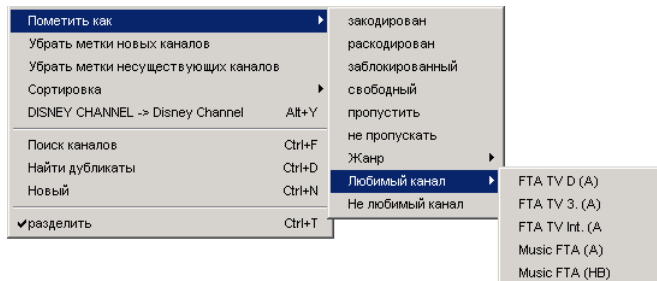 Пометить как
Убрать метки новых каналов
Убрать метки несуществующих каналов
Сортировка
DISNEY CHANNEL -> Disney Channel Alt+Y
Поиск каналов Ctrl+F
Найти дубликаты Ctrl+D
Новый Ctrl+N
✔разделить Ctrl+T
закодирован
раскодирован
заблокированный
свободный
пропустить
не пропускать
Жанр
Любимый канал
Не любимый канал
FTA TV D (A)
FTA TV 3. (A)
FTA TV Int. (A
Music FTA (A)
Music FTA (HB)